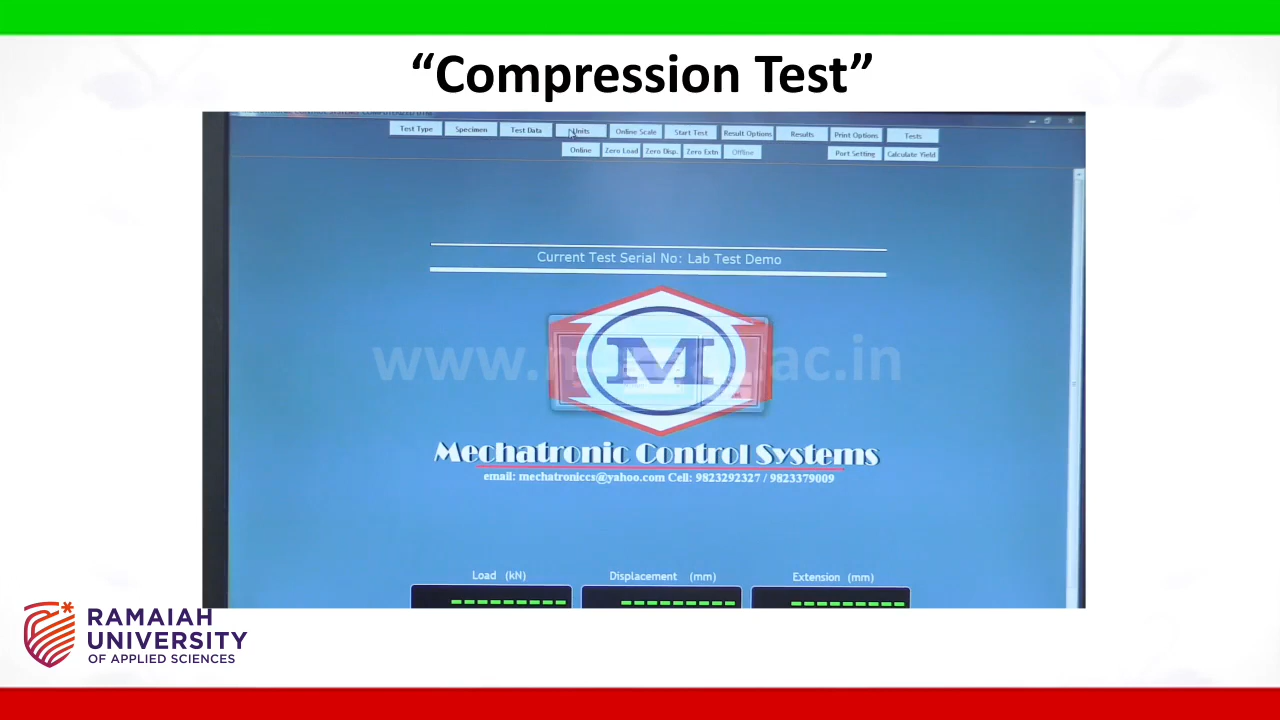 “Compression Test”
Test Type Specimen Test Data Units Online Scale Start Test Result Options Results Print Options Tests
Online Zero Load Zero Disp. Zero Extn Offline Port Setting Calculate Yield
Current Test Serial No: Lab Test Demo
M
www. ac.in
Mechatronic Control Systems
email: mechatroniccs@yahoo.com Cell: 9823292327 / 9823379009
Load (kN) Displacement (mm) Extension (mm)
RAMAIAH
UNIVERSITY
OF APPLIED SCIENCES